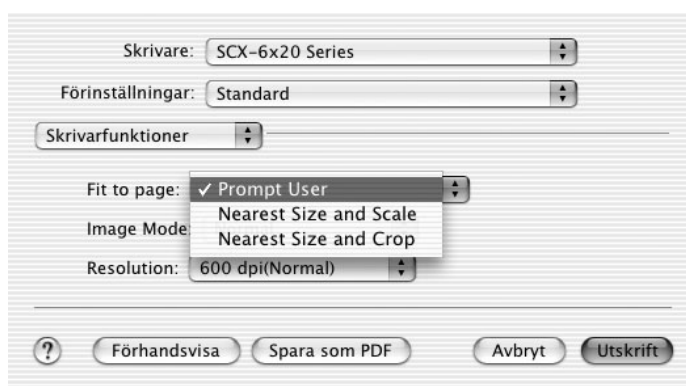 Skrivare: SCX-6x20 Series
Förinställningar: Standard
Skrivarfunktioner
Fit to page: ✓ Prompt User
Nearest Size and Scale
Image Mode
Nearest Size and Crop
Resolution: 600 dpi(Normal)
? Förhandsvisa Spara som PDF Avbryt Utskrift